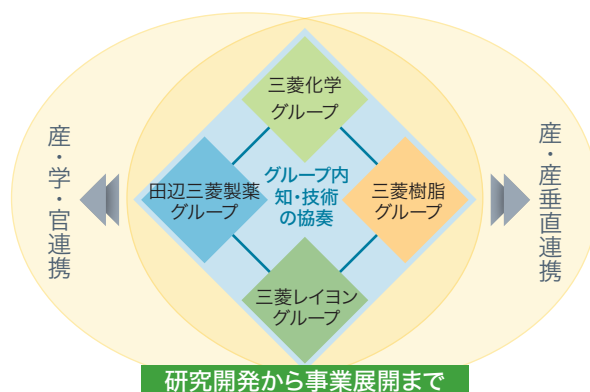 三菱化学
グループ
産・学・官連携
田辺三菱製薬
グループ
グループ内
知・技術
の協奏
三菱樹脂
グループ
産・産垂直連携
三菱レイヨン
グループ
研究開発から事業展開まで